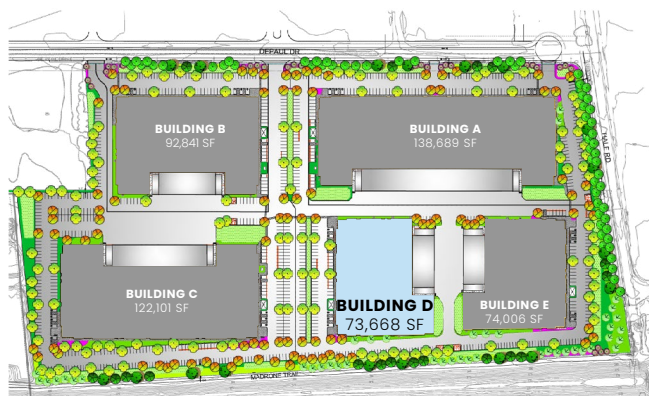 DEPAUL DR
BUILDING B
92,841 SF
BUILDING A
138,689 SF
HALE RD
BUILDING C
122,101 SF
BUILDING D
73,668 SF
BUILDING E
74,006 SF
MADRONE TRAIL